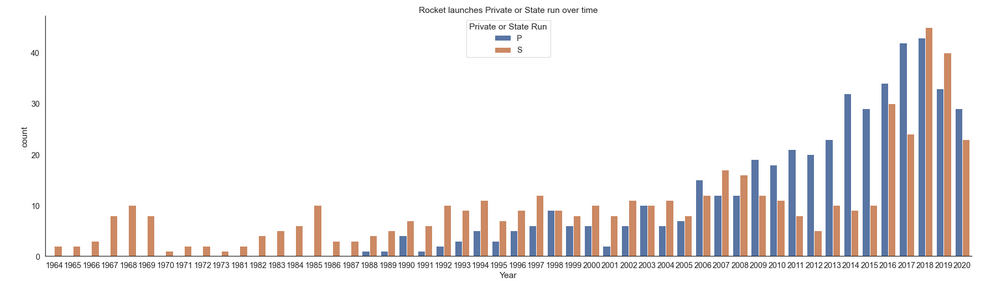 Rocket launches Private or State run over time
Private or State Run
P
S
count
40
30
20
10
0
1964 1965 1966 1967 1968 1969 1970 1971 1972 1973 1981 1982 1983 1984 1985 1986 1987 1988 1989 1990 1991 1992 1993 1994 1995 1996 1997 1998 1999 2000 2001 2002 2003 2004 2005 2006 2007 2008 2009 2010 2011 2012 2013 2014 2015 2016 2017 2018 2019 2020
Year